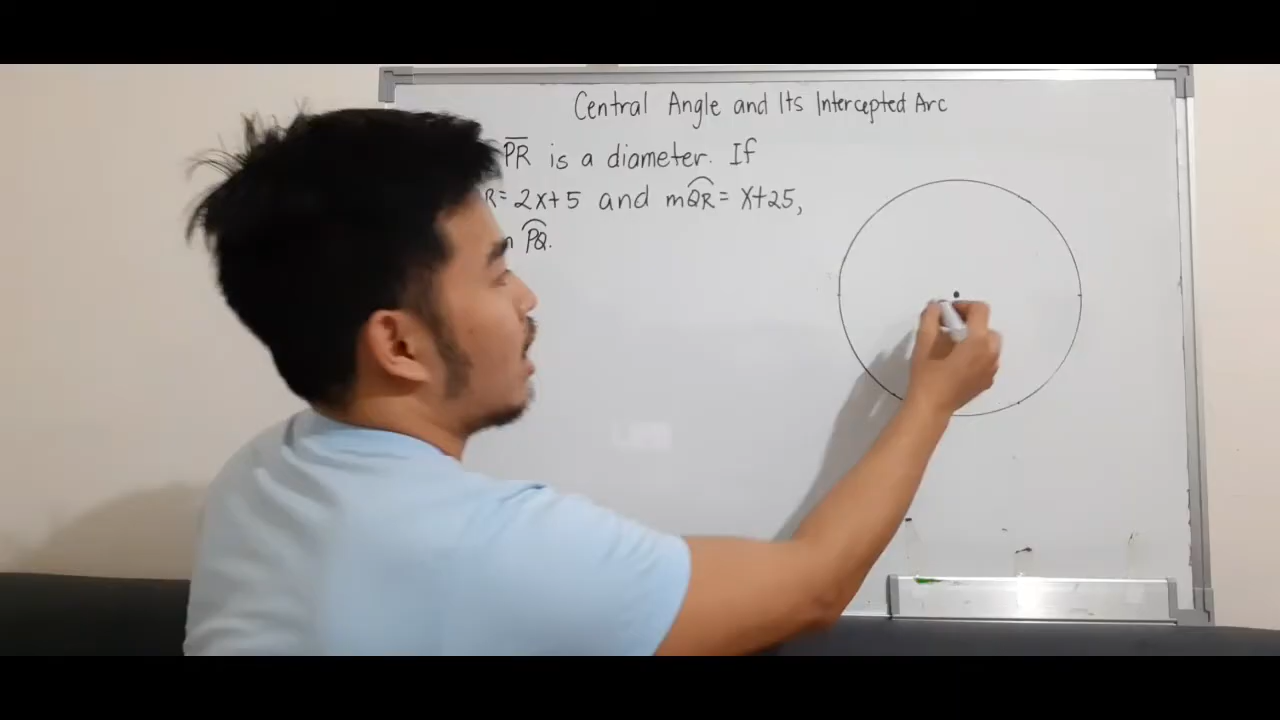 Central Angle and Its Intercepted Arc
PR is a diameter. If
R = 2x+5 and mQR = x+25,
PQ.